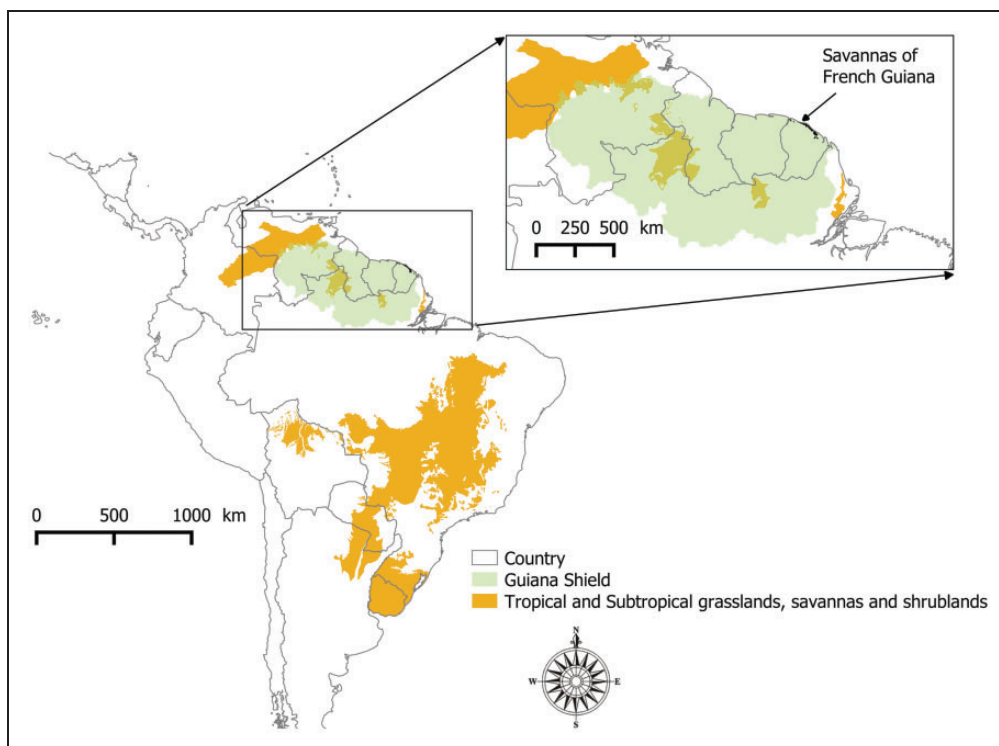 Savannas of
French Guiana
0 250 500 km
0 500 1000 km
Country
Guiana Shield
Tropical and Subtropical grasslands, savannas and shrublands
N
W E
S